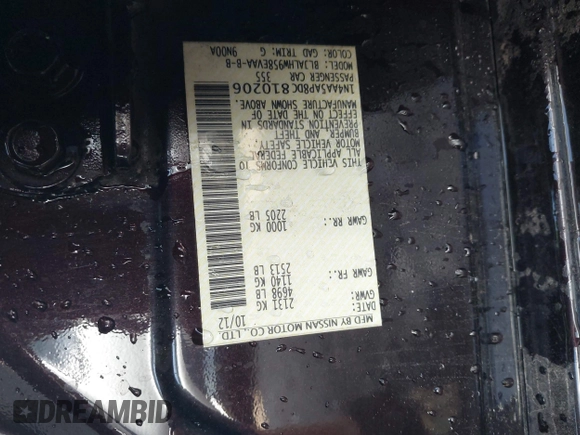 MFD BY NISSAN MOTOR CO., LTD.
DATE: 10/12
GVWR: 2131 KG
4698 LB
GAWR FR.: 1140 KG
2513 LB
GAWR RR.: 1000 KG
2205 LB
THIS VEHICLE CONFORMS TO
ALL APPLICABLE FEDERAL
MOTOR VEHICLE SAFETY,
BUMPER, AND THEFT
PREVENTION STANDARDS IN
EFFECT ON THE DATE OF
MANUFACTURE SHOWN ABOVE.
1N4AA5AP8DC810206
PASSENGER CAR 355
MODEL: BLJALHW958EVAA-B-B
COLOR: GAD TRIM: G 9N00A
DREAMBID